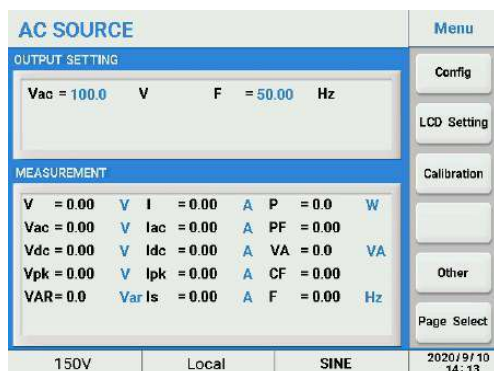 AC SOURCE
Menu
OUTPUT SETTING
Vac = 100.0 V F = 50.00 Hz
MEASUREMENT
V = 0.00 V I = 0.00 A P = 0.0 W
Vac = 0.00 V Iac = 0.00 A PF = 0.00
Vdc = 0.00 V Idc = 0.00 A VA = 0.0 VA
Vpk = 0.00 V Ipk = 0.00 A CF = 0.00
VAR= 0.0 Var Is = 0.00 A F = 0.00 Hz
Config
LCD Setting
Calibration
Other
Page Select
150V Local SINE
2020/9/10
14:13